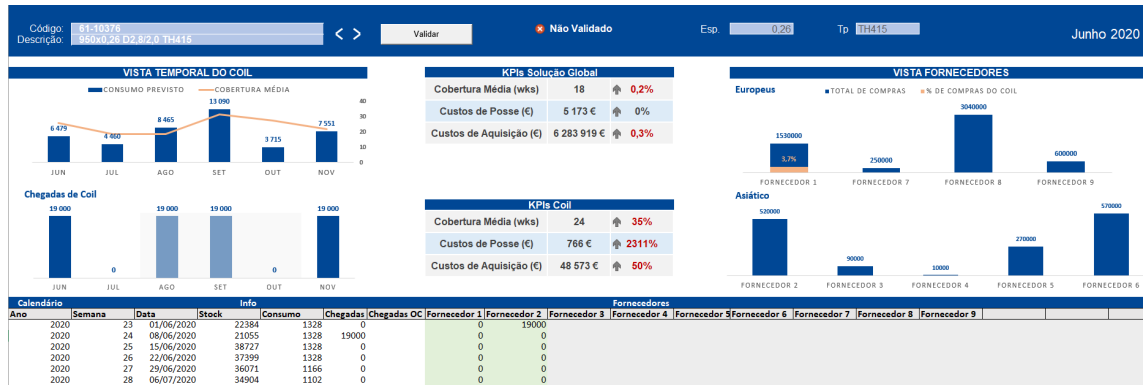 Código: 61-10376
Descrição: 950x0,26 D2,8/2,0 TH415
< >
Validar
Não Validado
Esp. 0,26
Tp TH415
Junho 2020
VISTA TEMPORAL DO COIL
CONSUMO PREVISTO COBERTURA MÉDIA
6 479 4 460 8 465 13 090 3 715 7 551
40
30
20
10
0
JUN JUL AGO SET OUT NOV
Chegadas de Coil
19 000 0 19 000 19 000 0 19 000
JUN JUL AGO SET OUT NOV
KPIs Solução Global
Cobertura Média (wks) 18 0,2%
Custos de Posse (€) 5 173 € 0%
Custos de Aquisição (€) 6 283 919 € 0,3%
KPIs Coil
Cobertura Média (wks) 24 35%
Custos de Posse (€) 766 € 2311%
Custos de Aquisição (€) 48 573 € 50%
VISTA FORNECEDORES
Europeus
TOTAL DE COMPRAS % DE COMPRAS DO COIL
1530000 250000 3040000 600000
3,7%
FORNECEDOR 1 FORNECEDOR 7 FORNECEDOR 8 FORNECEDOR 9
Asiático
520000 90000 10000 270000 570000
FORNECEDOR 2 FORNECEDOR 3 FORNECEDOR 4 FORNECEDOR 5 FORNECEDOR 6
Calendário Info Fornecedores
Ano Semana Data Stock Consumo Chegadas Chegadas OC Fornecedor 1 Fornecedor 2 Fornecedor 3 Fornecedor 4 Fornecedor 5 Fornecedor 6 Fornecedor 7 Fornecedor 8 Fornecedor 9
2020 23 01/06/2020 22384 1328 0 0 19000
2020 24 08/06/2020 21055 1328 19000 0 0
2020 25 15/06/2020 38727 1328 0 0 0
2020 26 22/06/2020 37399 1328 0 0 0
2020 27 29/06/2020 36071 1166 0 0 0
2020 28 06/07/2020 34904 1102 0 0 0